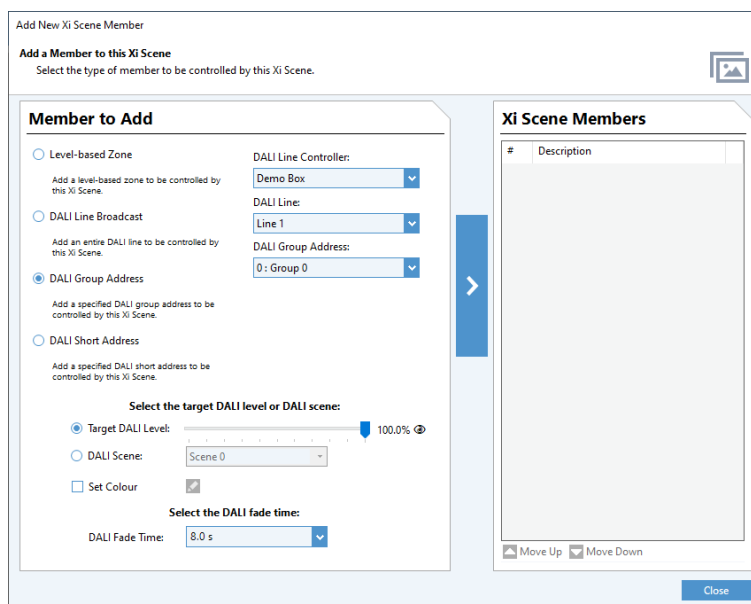 Add New Xi Scene Member
Add a Member to this Xi Scene
Select the type of member to be controlled by this Xi Scene.
Member to Add
Level-based Zone
Add a level-based zone to be controlled by
this Xi Scene.
DALI Line Broadcast
Add an entire DALI line to be controlled by
this Xi Scene.
DALI Group Address
Add a specified DALI group address to be
controlled by this Xi Scene.
DALI Short Address
Add a specified DALI short address to be
controlled by this Xi Scene.
DALI Line Controller:
Demo Box
DALI Line:
Line 1
DALI Group Address:
0 : Group 0
Select the target DALI level or DALI scene:
Target DALI Level:
100.0%
DALI Scene:
Scene 0
Set Colour
Select the DALI fade time:
DALI Fade Time:
8.0 s
Xi Scene Members
# Description
Move Up Move Down
Close